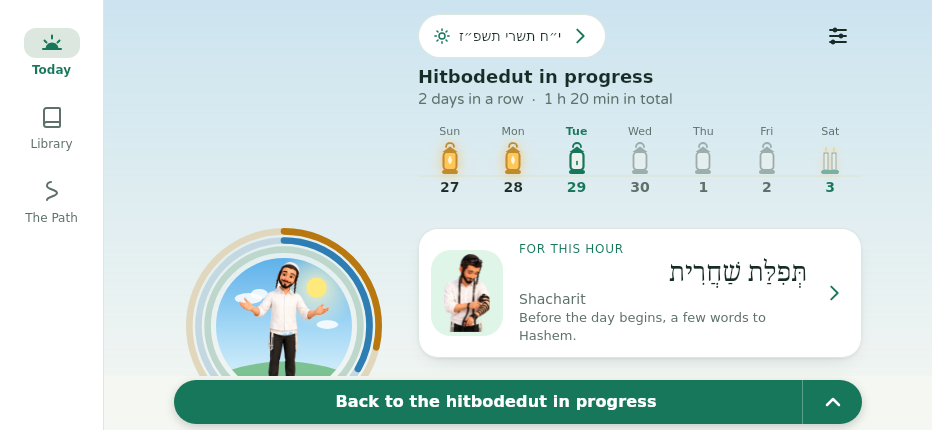 Today
Library
The Path
י״ח תשרי תשפ״ז
Hitbodedut in progress
2 days in a row · 1 h 20 min in total
Sun Mon Tue Wed Thu Fri Sat
27 28 29 30 1 2 3
FOR THIS HOUR
תְּפִלַּת שַׁחֲרִית
Shacharit
Before the day begins, a few words to
Hashem.
Back to the hitbodedut in progress